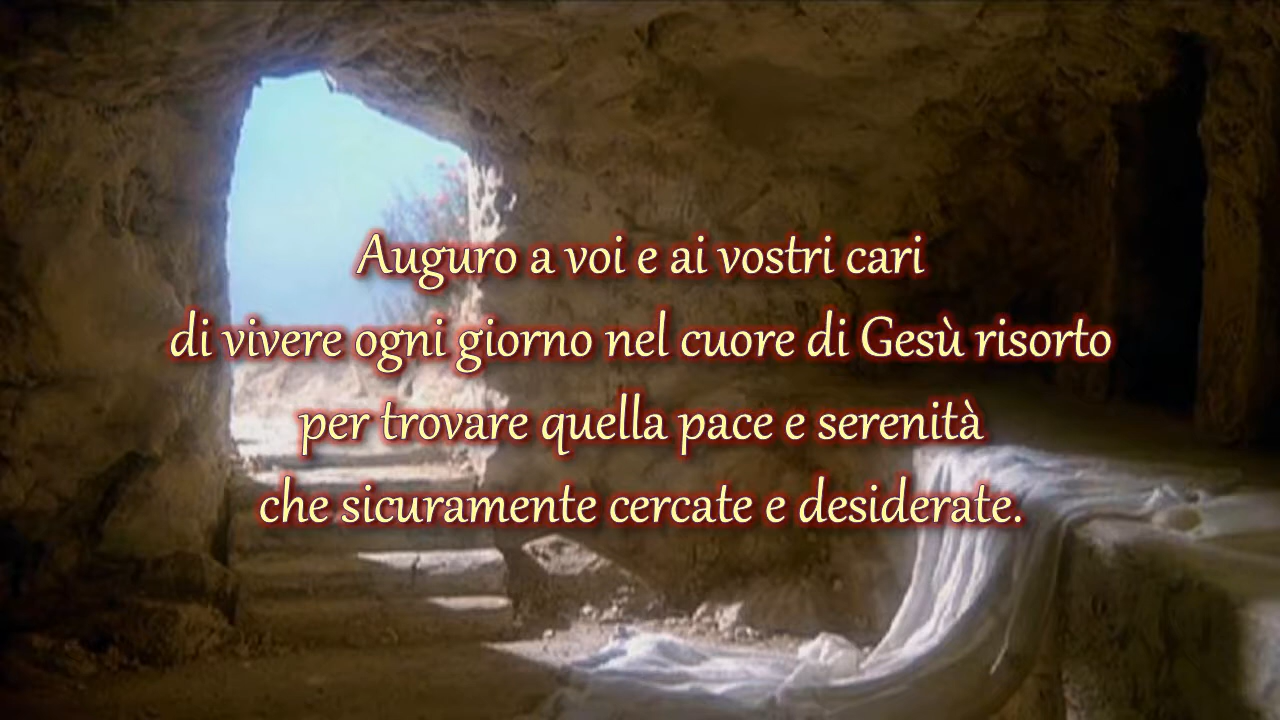 Auguro a voi e ai vostri cari
di vivere ogni giorno nel cuore di Gesù risorto
per trovare quella pace e serenità
che sicuramente cercate e desiderate.